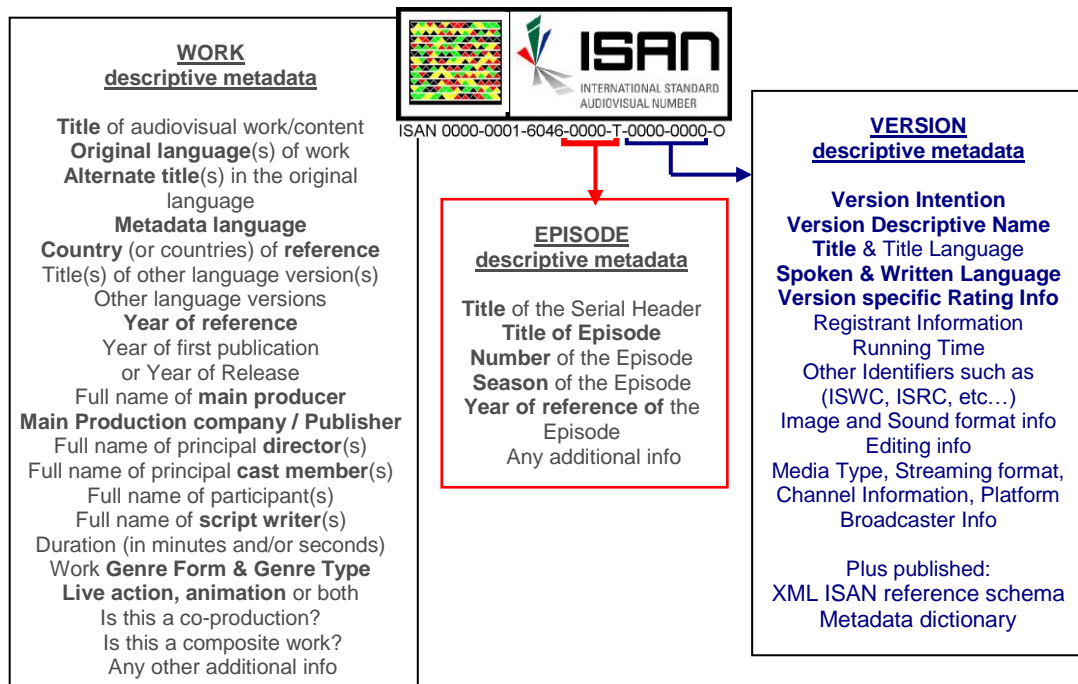 WORK
descriptive metadata
Title of audiovisual work/content
Original language(s) of work
Alternate title(s) in the original
language
Metadata language
Country (or countries) of reference
Title(s) of other language version(s)
Other language versions
Year of reference
Year of first publication
or Year of Release
Full name of main producer
Main Production company / Publisher
Full name of principal director(s)
Full name of principal cast member(s)
Full name of participant(s)
Full name of script writer(s)
Duration (in minutes and/or seconds)
Work Genre Form & Genre Type
Live action, animation or both
Is this a co-production?
Is this a composite work?
Any other additional info
ISAN
INTERNATIONAL STANDARD
AUDIOVISUAL NUMBER
ISAN 0000-0001-6046-0000-T-0000-0000-O
EPISODE
descriptive metadata
Title of the Serial Header
Title of Episode
Number of the Episode
Season of the Episode
Year of reference of the
Episode
Any additional info
VERSION
descriptive metadata
Version Intention
Version Descriptive Name
Title & Title Language
Spoken & Written Language
Version specific Rating Info
Registrant Information
Running Time
Other Identifiers such as
(ISWC, ISRC, etc…)
Image and Sound format info
Editing info
Media Type, Streaming format,
Channel Information, Platform
Broadcaster Info
Plus published:
XML ISAN reference schema
Metadata dictionary